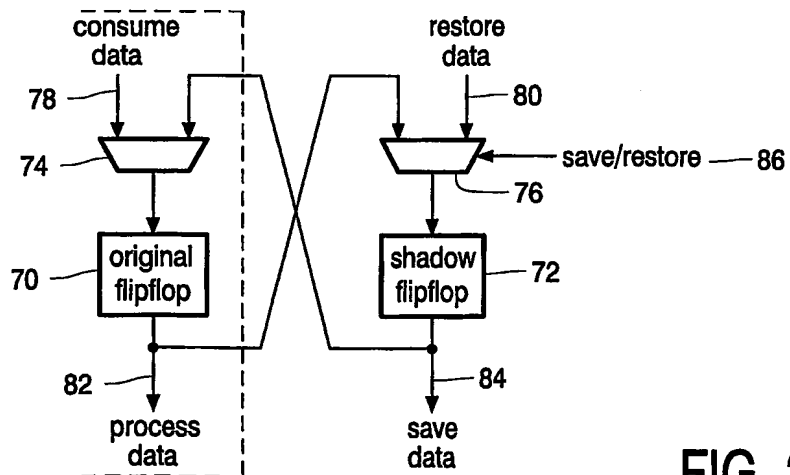 consume
data
restore
data
78
80
74
save/restore
86
76
original
flipflop
70
shadow
flipflop
72
82
84
process
data
save
data
FIG.